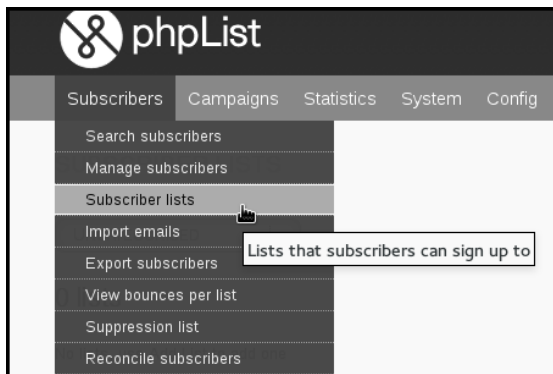 phpList
Subscribers Campaigns Statistics System Config
Search subscribers
Manage subscribers
Subscriber lists
Import emails
Lists that subscribers can sign up to
Export subscribers
View bounces per list
Suppression list
Reconcile subscribers